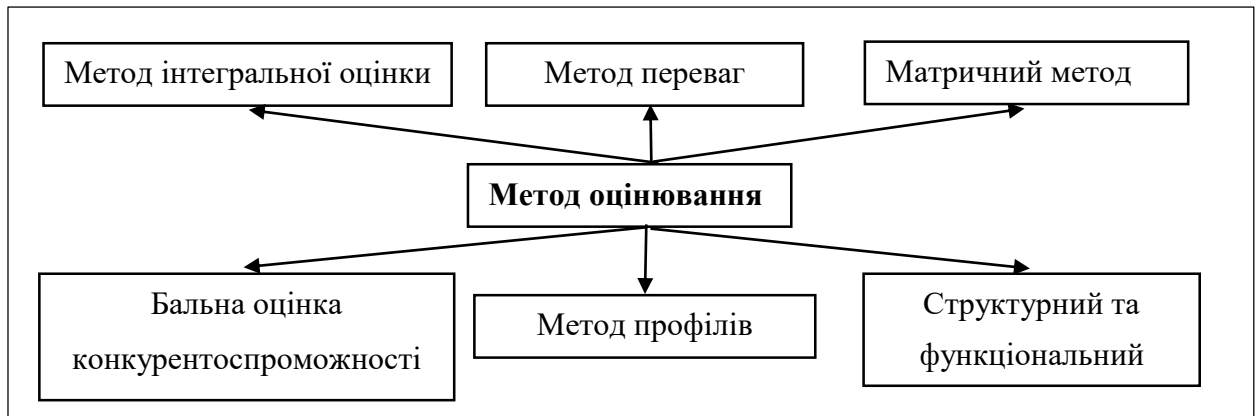 Метод інтегральної оцінки
Метод переваг
Матричний метод
Метод оцінювання
Бальна оцінка
конкурентоспроможності
Метод профілів
Структурний та
функціональний